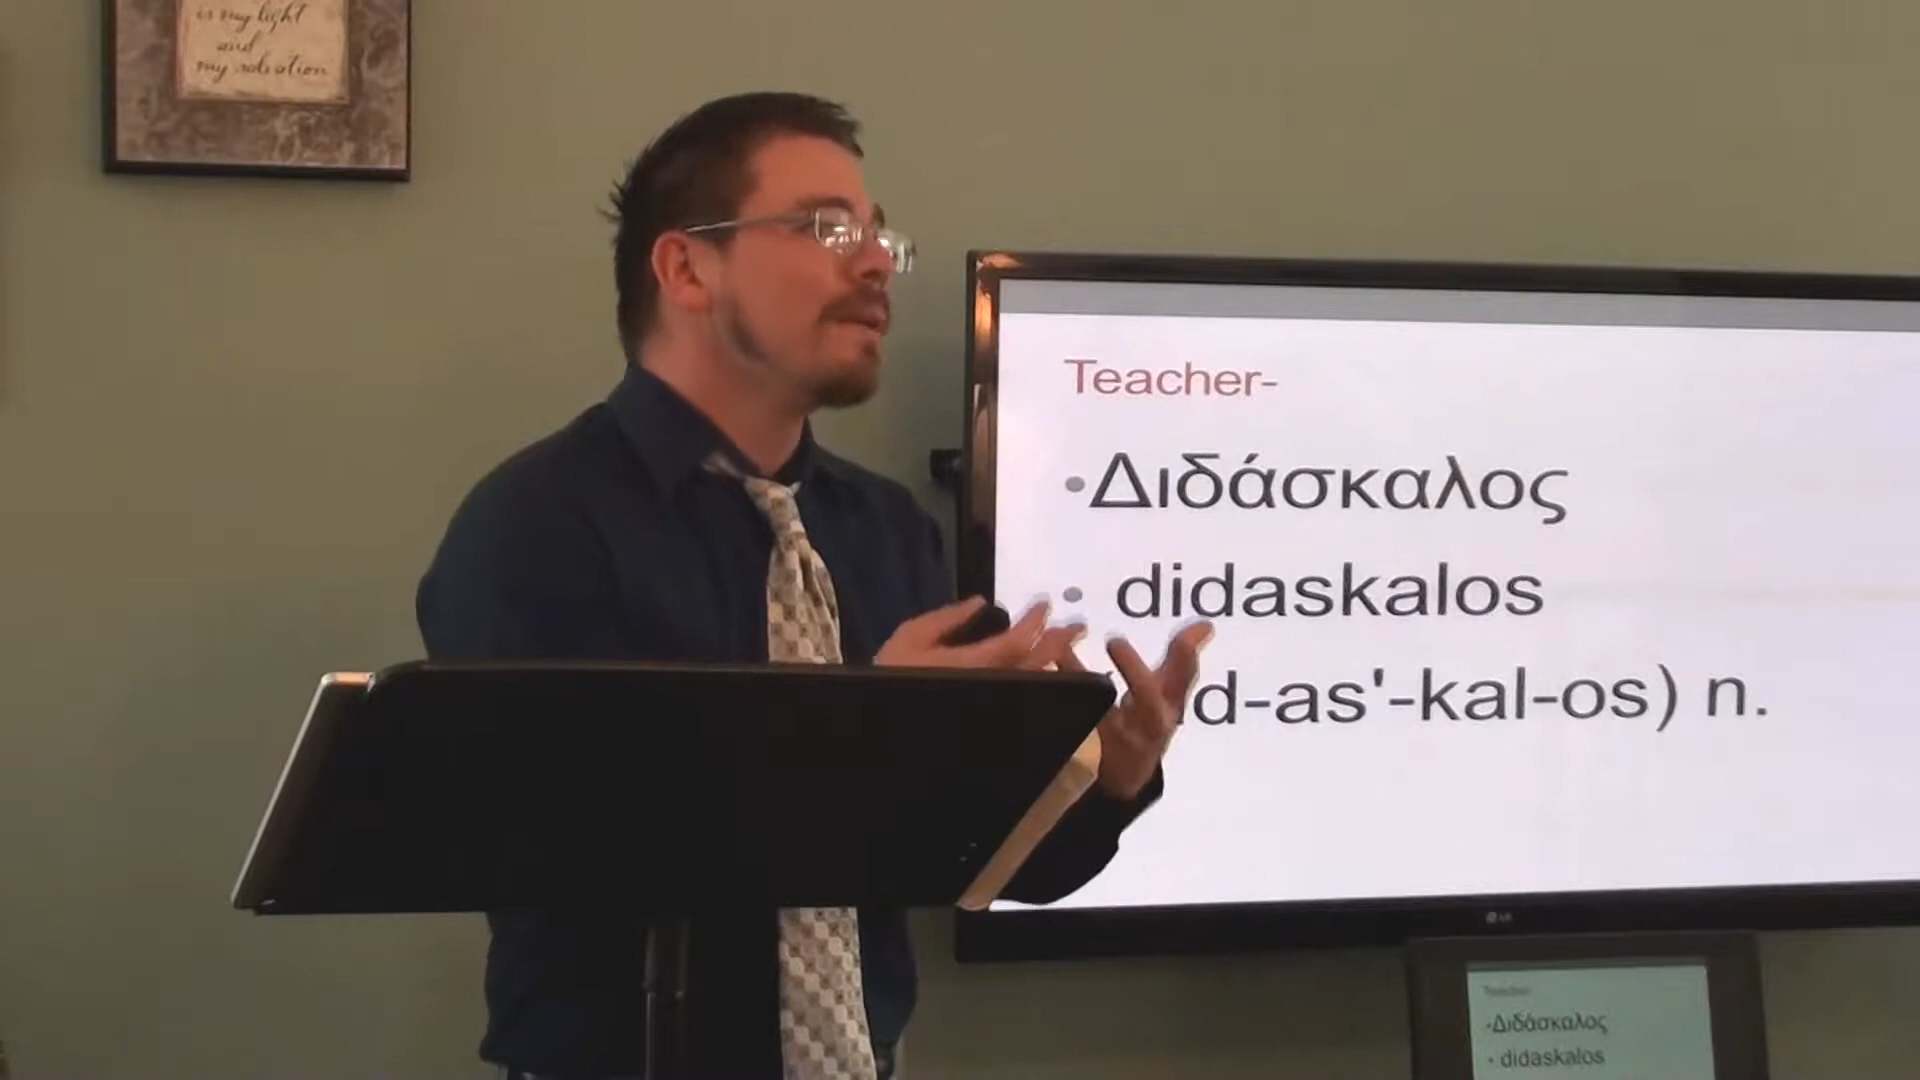 is my light
and
my salvation
Teacher-
•Διδάσκαλος
• didaskalos
d-as'-kal-os) n.
LG
Teacher
•Διδάσκαλος
• didaskalos